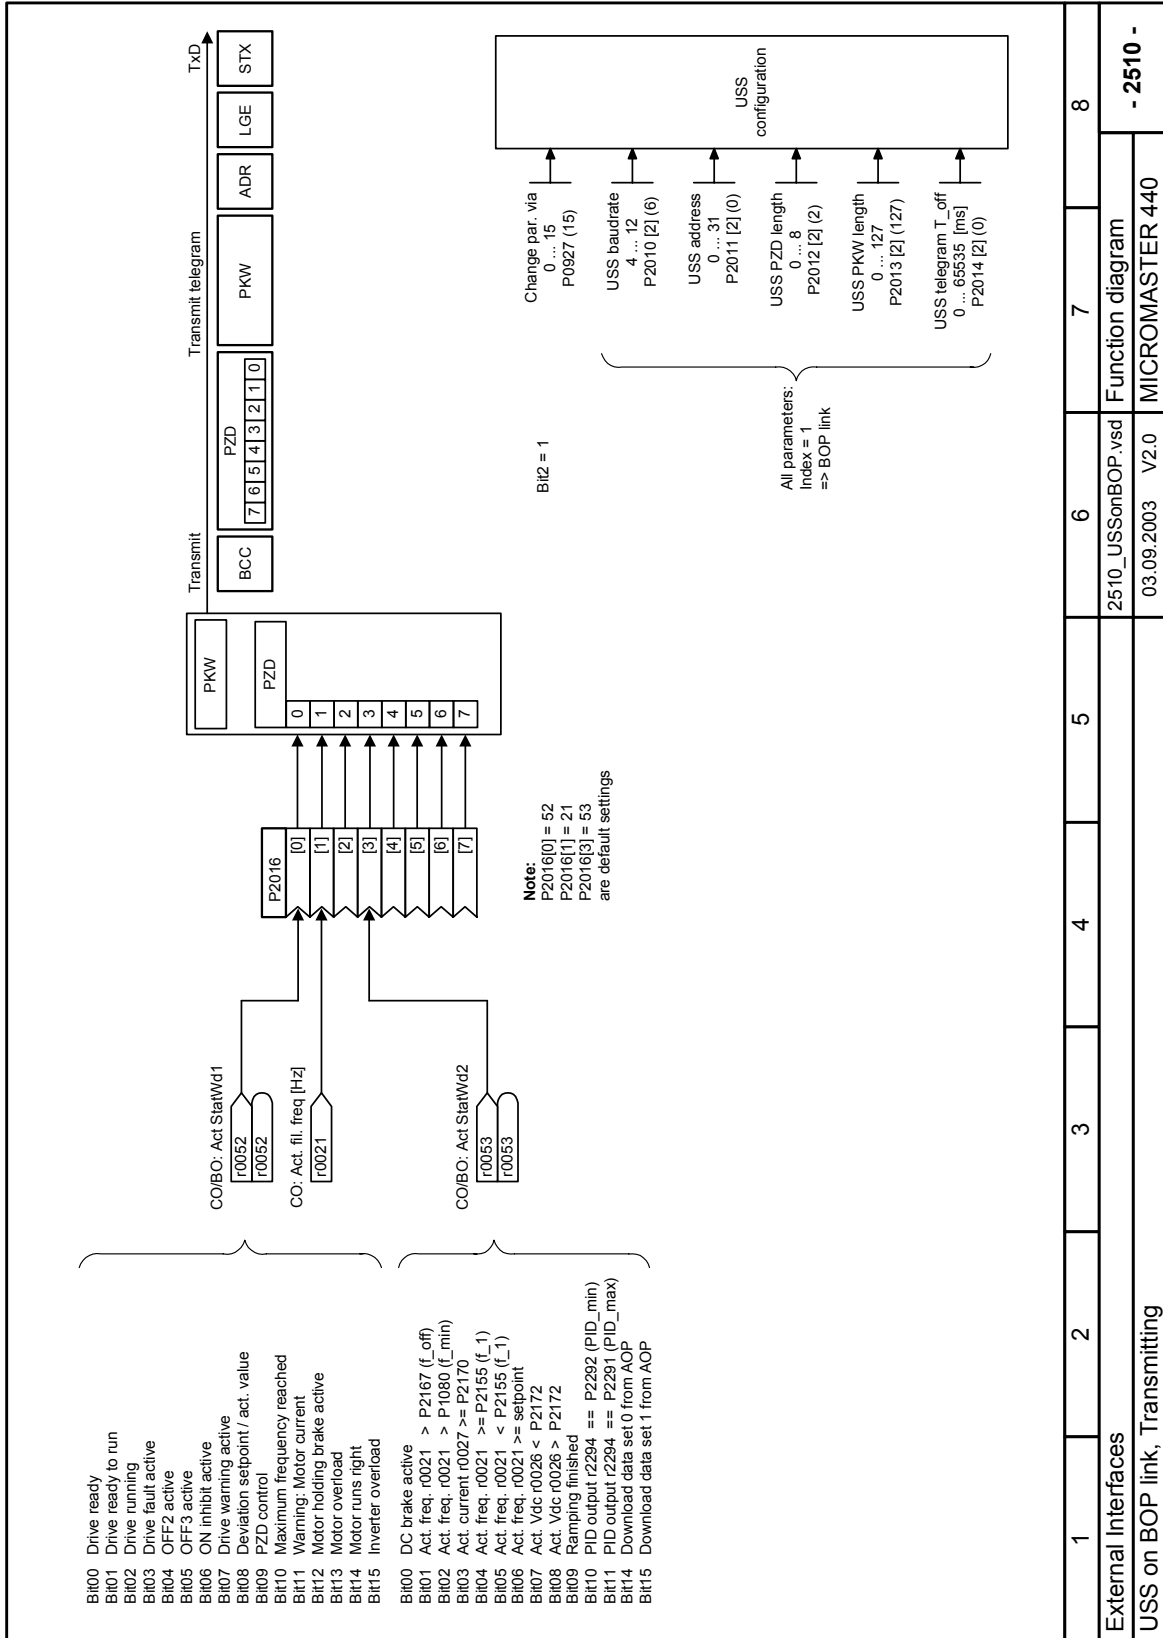 Bit00 Drive ready
Bit01 Drive ready to run
Bit02 Drive running
Bit03 Drive fault active
Bit04 OFF2 active
Bit05 OFF3 active
Bit06 ON inhibit active
Bit07 Drive warning active
Bit08 Deviation setpoint / act. value
Bit09 PZD control
Bit10 Maximum frequency reached
Bit11 Warning: Motor current
Bit12 Motor holding brake active
Bit13 Motor overload
Bit14 Motor runs right
Bit15 Inverter overload
Bit00 DC brake active
Bit01 Act. freq. r0021 > P2167 (f_off)
Bit02 Act. freq. r0021 > P1080 (f_min)
Bit03 Act. current r0027 >= P2170
Bit04 Act. freq. r0021 >= P2155 (f_1)
Bit05 Act. freq. r0021 < P2155 (f_1)
Bit06 Act. freq. r0021 >= setpoint
Bit07 Act. Vdc r0026 < P2172
Bit08 Act. Vdc r0026 > P2172
Bit09 Ramping finished
Bit10 PID output r2294 == P2292 (PID_min)
Bit11 PID output r2294 == P2291 (PID_max)
Bit14 Download data set 0 from AOP
Bit15 Download data set 1 from AOP
CO/BO: Act StatWd1
r0052
r0052
CO: Act. fil. freq [Hz]
r0021
CO/BO: Act StatWd2
r0053
r0053
P2016
[0]
[1]
[2]
[3]
[4]
[5]
[6]
[7]
Note:
P2016[0] = 52
P2016[1] = 21
P2016[3] = 53
are default settings
PKW
PZD
0
1
2
3
4
5
6
7
Transmit
Transmit telegram
TxD
BCC
PZD
7 6 5 4 3 2 1 0
PKW
ADR
LGE
STX
Bit2 = 1
All parameters:
Index = 1
=> BOP link
Change par. via
0 ... 15
P0927 (15)
USS baudrate
4 ... 12
P2010 [2] (6)
USS address
0 ... 31
P2011 [2] (0)
USS PZD length
0 ... 8
P2012 [2] (2)
USS PKW length
0 ... 127
P2013 [2] (127)
USS telegram T_off
0 ... 65535 [ms]
P2014 [2] (0)
USS
configuration
1 2 3 4 5 6 7 8
External Interfaces
2510_USSonBOP.vsd
Function diagram
- 2510 -
USS on BOP link, Transmitting
03.09.2003 V2.0
MICROMASTER 440